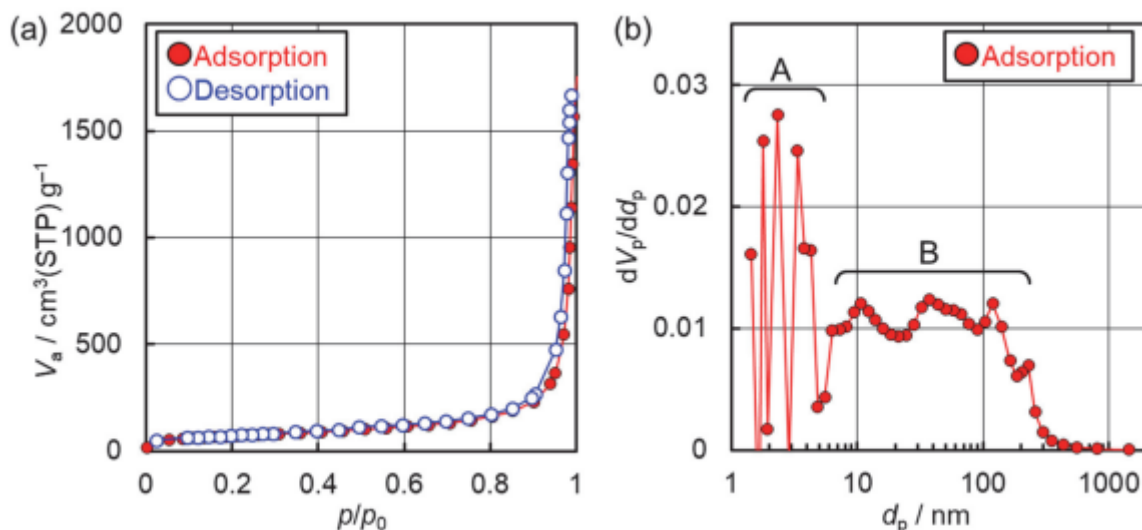 (a)
2000
1500
1000
500
0
Vₐ / cm³(STP) g⁻¹
Adsorption
Desorption
0 0.2 0.4 0.6 0.8 1
p/p₀
(b)
0.03
0.02
0.01
0
dVₚ/ddₚ
A
B
Adsorption
1 10 100 1000
dₚ / nm